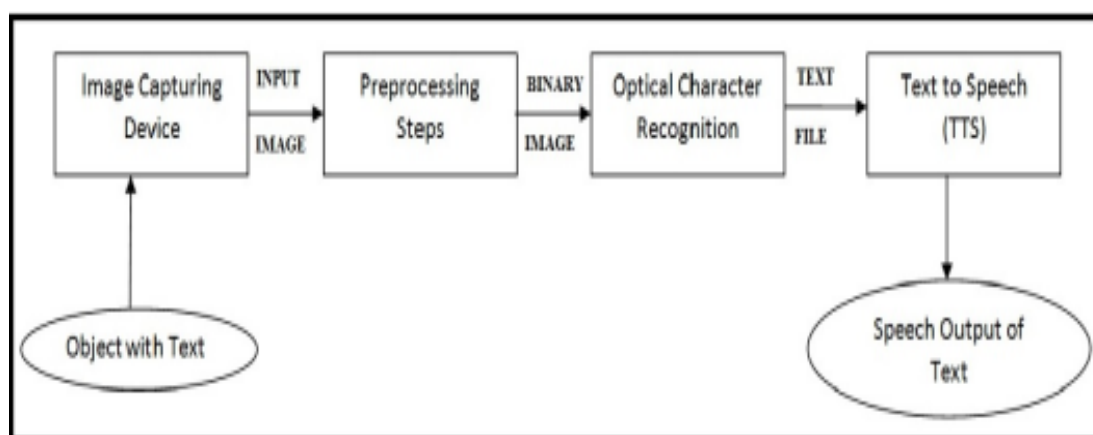 Image Capturing
Device
INPUT
IMAGE
Preprocessing
Steps
BINARY
IMAGE
Optical Character
Recognition
TEXT
FILE
Text to Speech
(TTS)
Object with Text
Speech Output of
Text